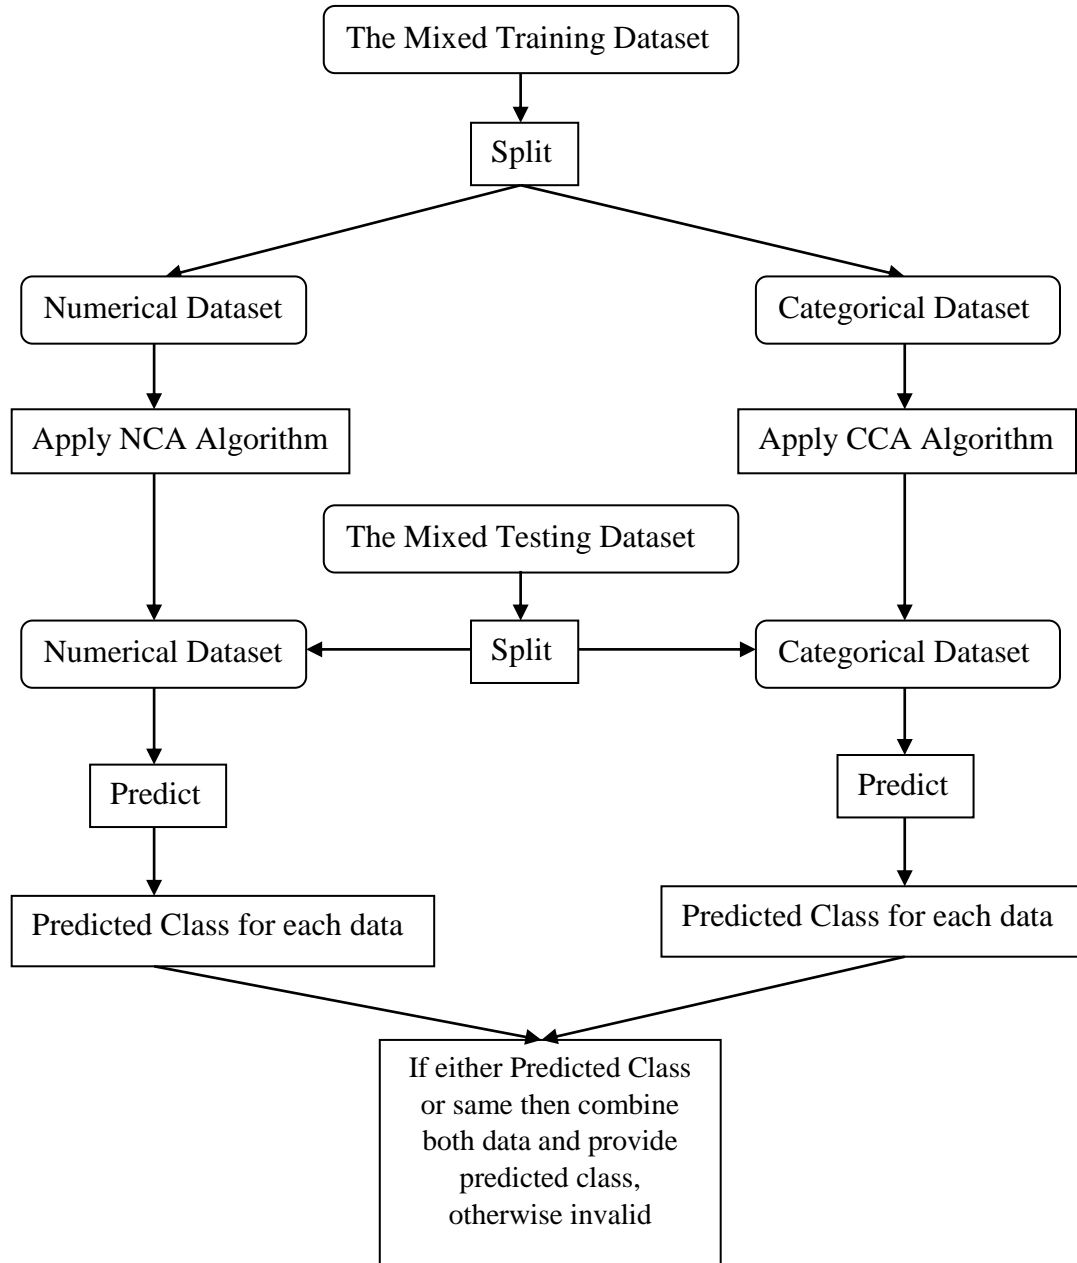 The Mixed Training Dataset
Split
Numerical Dataset
Categorical Dataset
Apply NCA Algorithm
Apply CCA Algorithm
The Mixed Testing Dataset
Numerical Dataset
Split
Categorical Dataset
Predict
Predict
Predicted Class for each data
Predicted Class for each data
If either Predicted Class
or same then combine
both data and provide
predicted class,
otherwise invalid